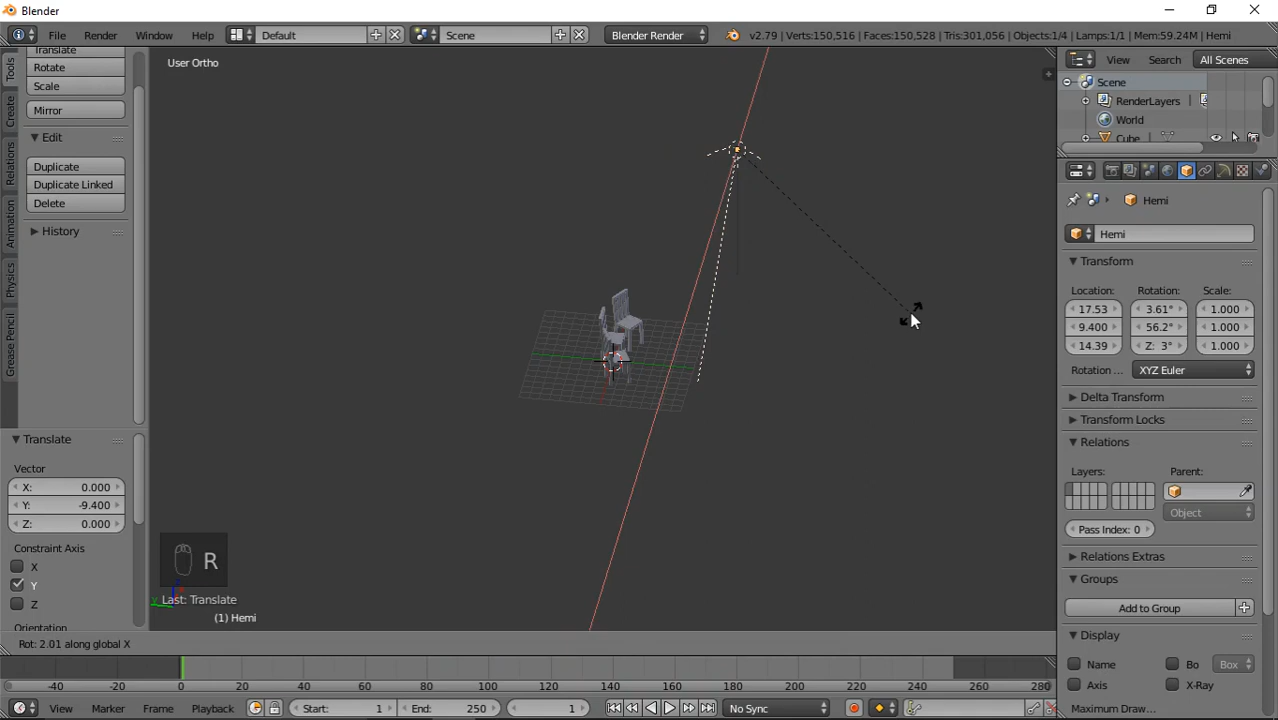 Blender
File Render Window Help Default Scene Blender Render v2.79 | Verts:150,516 | Faces:150,528 | Tris:301,056 | Objects:1/4 | Lamps:1/1 | Mem:59.24M | Hemi
Translate
Rotate
Scale
Mirror
Edit
Duplicate
Duplicate Linked
Delete
History
Tools
Create
Relations
Animation
Physics
Grease Pencil
Translate
Vector
X: 0.000
Y: -9.400
Z: 0.000
Constraint Axis
X
Y
Z
Orientation
User Ortho
R
Last: Translate
(1) Hemi
Rot: 2.01 along global X
View Search All Scenes
Scene
RenderLayers
World
Cube
Hemi
Hemi
Transform
Location: Rotation: Scale:
17.53 3.61° 1.000
9.400 56.2° 1.000
14.39 Z: 3° 1.000
Rotation ... XYZ Euler
Delta Transform
Transform Locks
Relations
Layers: Parent:
Object
Pass Index: 0
Relations Extras
Groups
Add to Group
Display
Name Bo Box
Axis X-Ray
Maximum Draw...
-40 -20 0 20 40 60 80 100 120 140 160 180 200 220 240 260 280
View Marker Frame Playback Start: 1 End: 250 1 No Sync